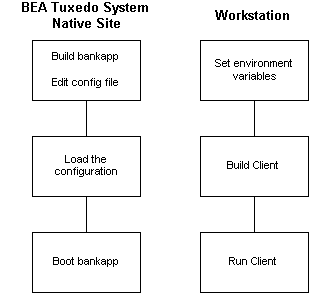 BEA Tuxedo System
Native Site
Build bankapp
Edit config file
Load the
configuration
Boot bankapp
Workstation
Set environment
variables
Build Client
Run Client